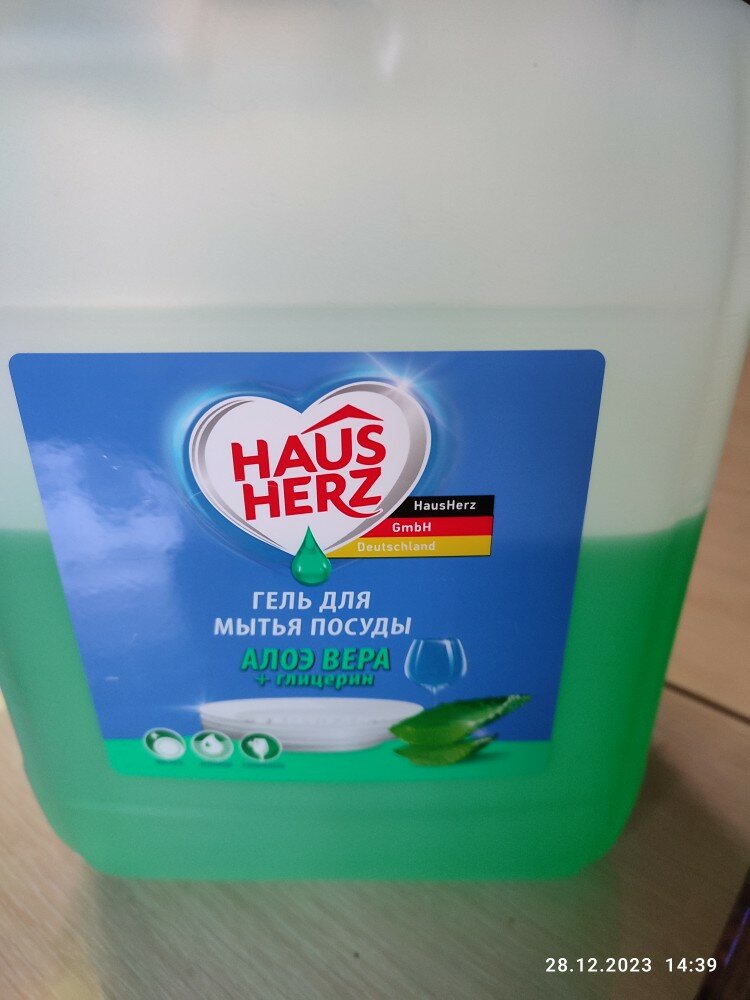 HAUS
HERZ
HausHerz
GmbH
Deutschland
ГЕЛЬ ДЛЯ
МЫТЬЯ ПОСУДЫ
АЛОЭ ВЕРА
+ глицерин
28.12.2023 14:39